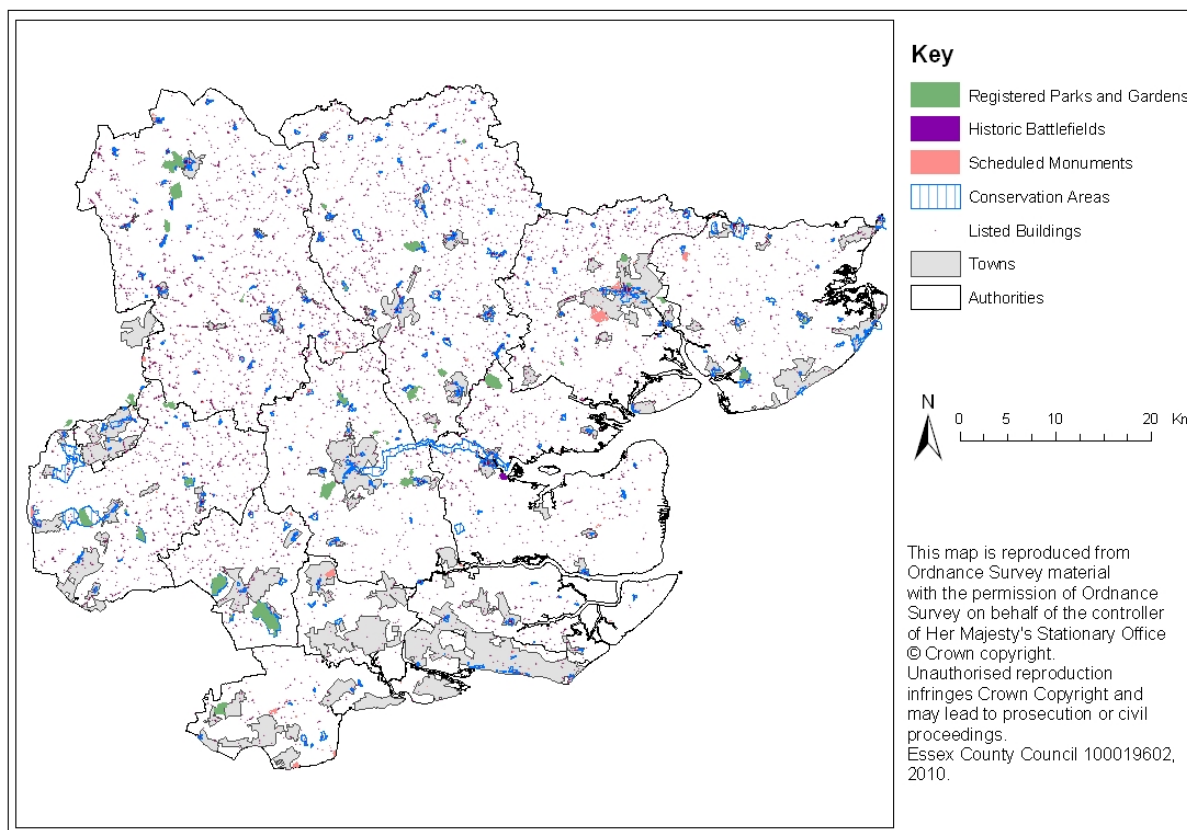 Key
Registered Parks and Gardens
Historic Battlefields
Scheduled Monuments
Conservation Areas
Listed Buildings
Towns
Authorities
N
0 5 10 20 Km
This map is reproduced from
Ordnance Survey material
with the permission of Ordnance
Survey on behalf of the controller
of Her Majesty's Stationary Office
© Crown copyright.
Unauthorised reproduction
infringes Crown Copyright and
may lead to prosecution or civil
proceedings.
Essex County Council 100019602,
2010.